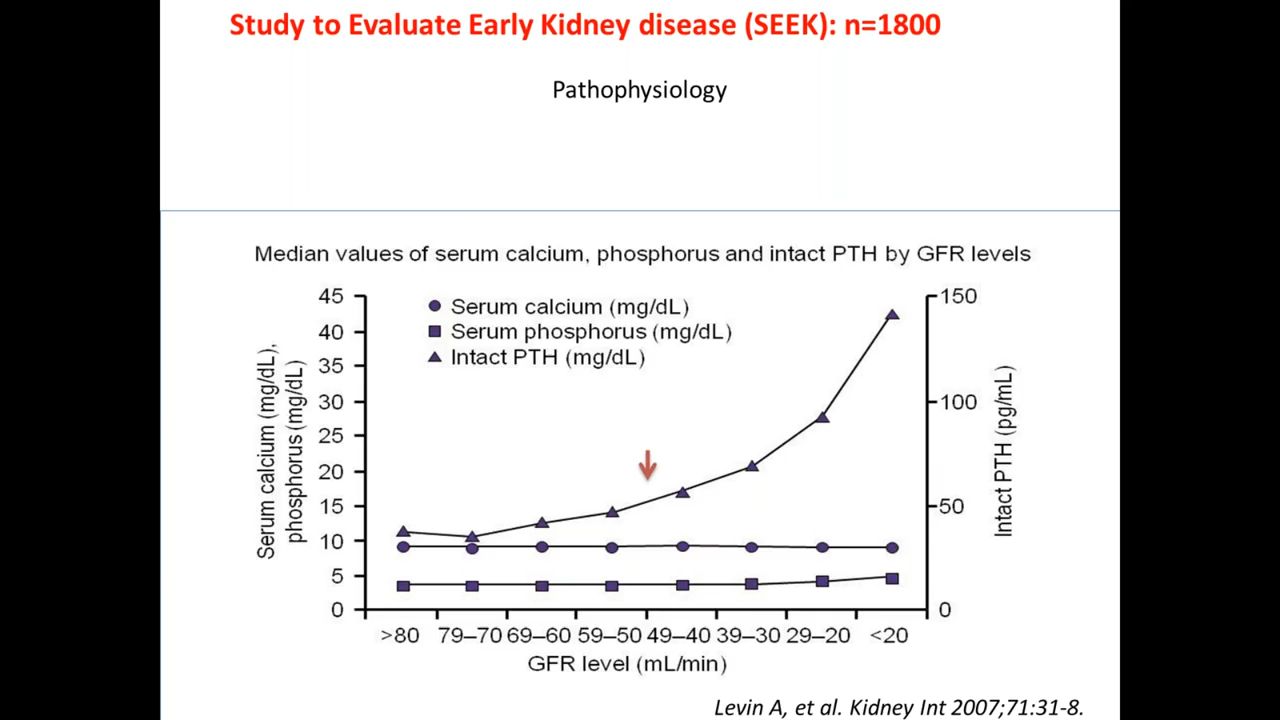 Study to Evaluate Early Kidney disease (SEEK): n=1800
Pathophysiology
Median values of serum calcium, phosphorus and intact PTH by GFR levels
Serum calcium (mg/dL)
Serum phosphorus (mg/dL)
Intact PTH (mg/dL)
Serum calcium (mg/dL),
phosphorus (mg/dL)
45
40
35
30
25
20
15
10
5
0
150
100
50
0
Intact PTH (pg/mL)
>80 79–70 69–60 59–50 49–40 39–30 29–20 <20
GFR level (mL/min)
Levin A, et al. Kidney Int 2007;71:31-8.